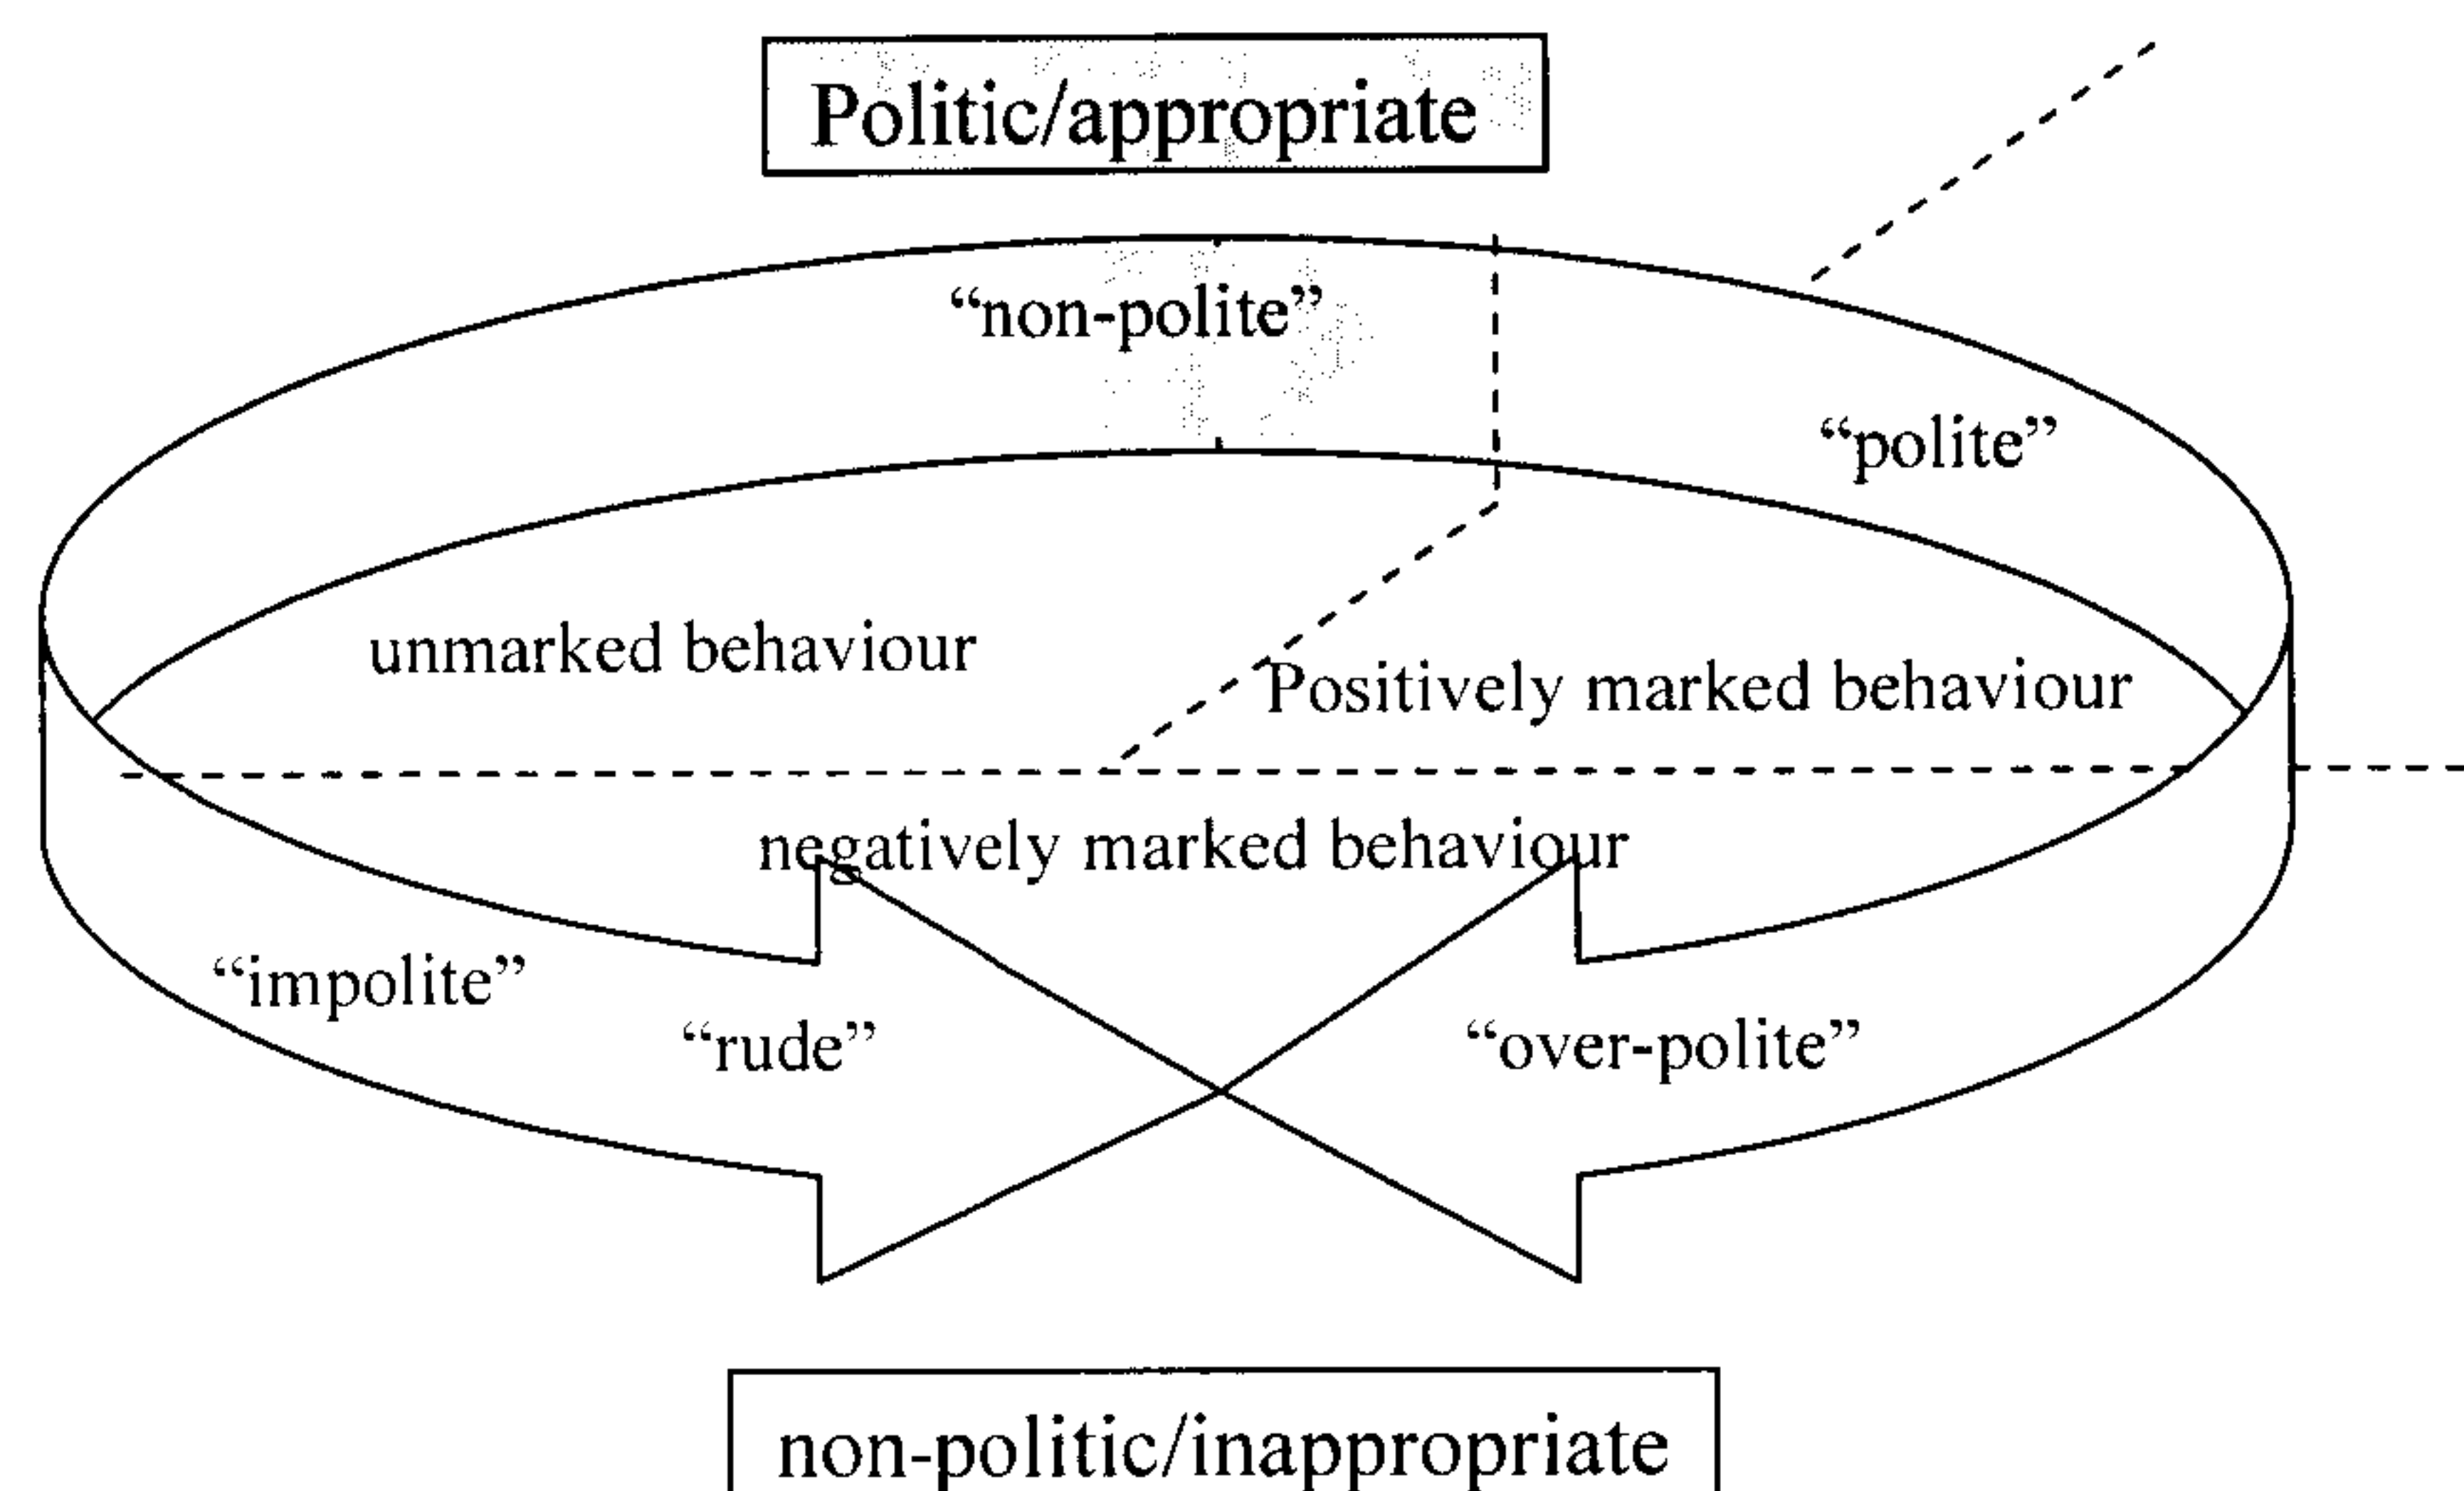 Politic/appropriate
“non-polite”
“polite”
unmarked behaviour
Positively marked behaviour
negatively marked behaviour
“impolite”
“rude”
“over-polite”
non-politic/inappropriate